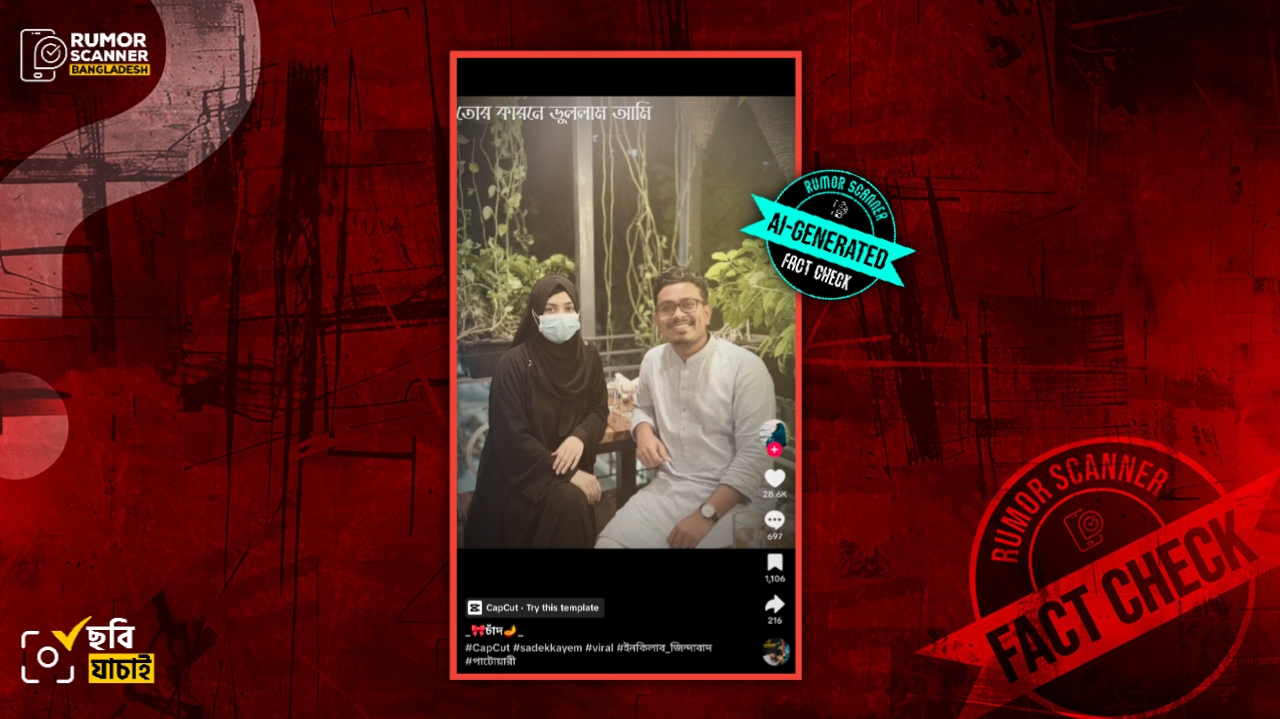 RUMOR
SCANNER
BANGLADESH
তোর কারনে ভুললাম আমি
RUMOR SCANNER
AI-GENERATED
FACT CHECK
28.6K
697
1,106
216
CapCut · Try this template
_🎀চাঁদ🌙_
#CapCut #sadekkayem #viral #ইনকিলাব_জিন্দাবাদ
#পাটোয়ারী
ছবি
যাচাই
RUMOR SCANNER
FACT CHECK